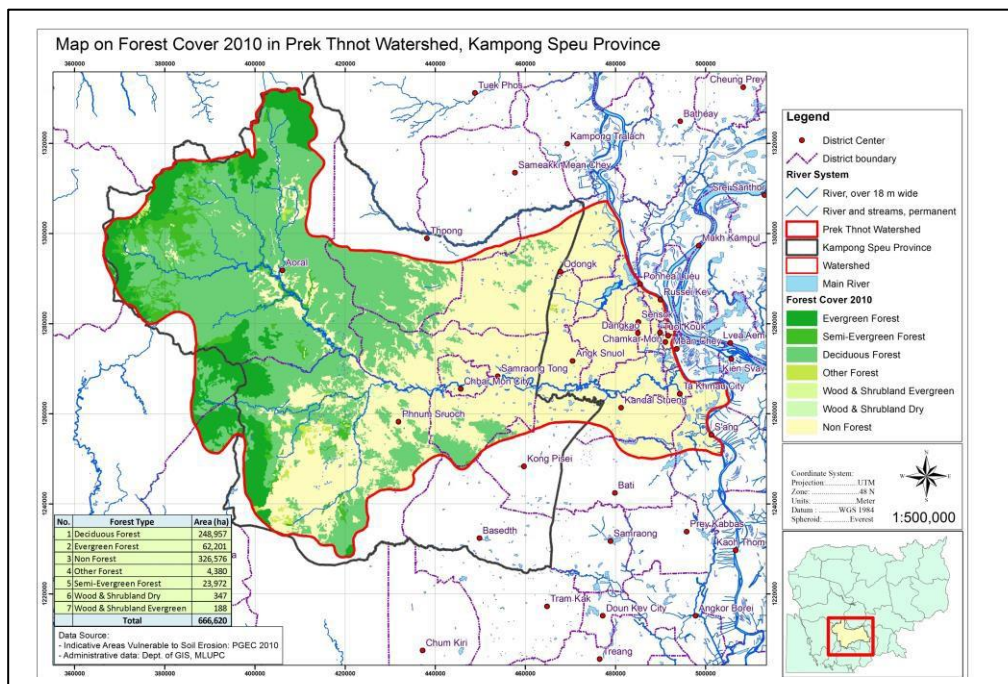 Map on Forest Cover 2010 in Prek Thnot Watershed, Kampong Speu Province
360000 380000 400000 420000 440000 460000 480000 500000
1320000
1300000
1280000
1260000
1240000
1220000
Cheung Prey
Tuek Phos
Batheay
Kampong Tralach
Sameakki Mean Chey
Srei Santhor
Thpong
Mukh Kampul
Aoral
Odongk
Ponhea Lueu
Russei Kev
Sensok
Dangkao
Tuol Kouk
Chamkar Mon
Mean Chey
Lvea Aem
Angk Snuol
Kien Svay
Samraong Tong
Chbar Mon City
Ta Khmau City
Phnum Sruoch
Kandal Stueng
S'ang
Kong Pisei
Bati
Basedth
Samraong
Prey Kabbas
Kaoh Thom
Tram Kak
Doun Kev City
Angkor Borei
Chum Kiri
Treang
Legend
District Center
District boundary
River System
River, over 18 m wide
River and streams, permanent
Prek Thnot Watershed
Kampong Speu Province
Watershed
Main River
Forest Cover 2010
Evergreen Forest
Semi-Evergreen Forest
Deciduous Forest
Other Forest
Wood & Shrubland Evergreen
Wood & Shrubland Dry
Non Forest
Coordinate System:
Projection:..............UTM
Zone: ....................48 N
Units: ....................Meter
Datum : ..........WGS 1984
Spheroid:..............Everest
N
W E
S
1:500,000
No. Forest Type Area (ha)
1 Deciduous Forest 248,957
2 Evergreen Forest 62,201
3 Non Forest 326,576
4 Other Forest 4,380
5 Semi-Evergreen Forest 23,972
6 Wood & Shrubland Dry 347
7 Wood & Shrubland Evergreen 188
Total 666,620
Data Source:
- Indicative Areas Vulnerable to Soil Erosion: PGEC 2010
- Administrative data: Dept. of GIS, MLUPC
360000 380000 400000 420000 440000 460000 480000 500000